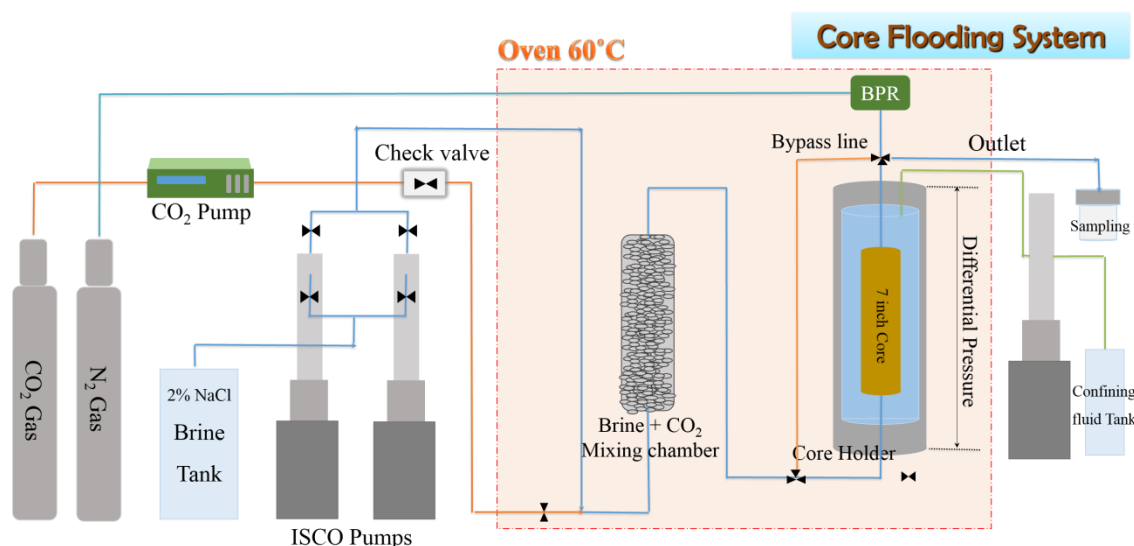 Core Flooding System
Oven 60°C
BPR
Bypass line
Outlet
Check valve
CO₂ Pump
Sampling
Differential Pressure
7 inch Core
CO₂ Gas
N₂ Gas
2% NaCl
Brine
Tank
Confining
fluid Tank
Brine + CO₂
Mixing chamber
Core Holder
ISCO Pumps